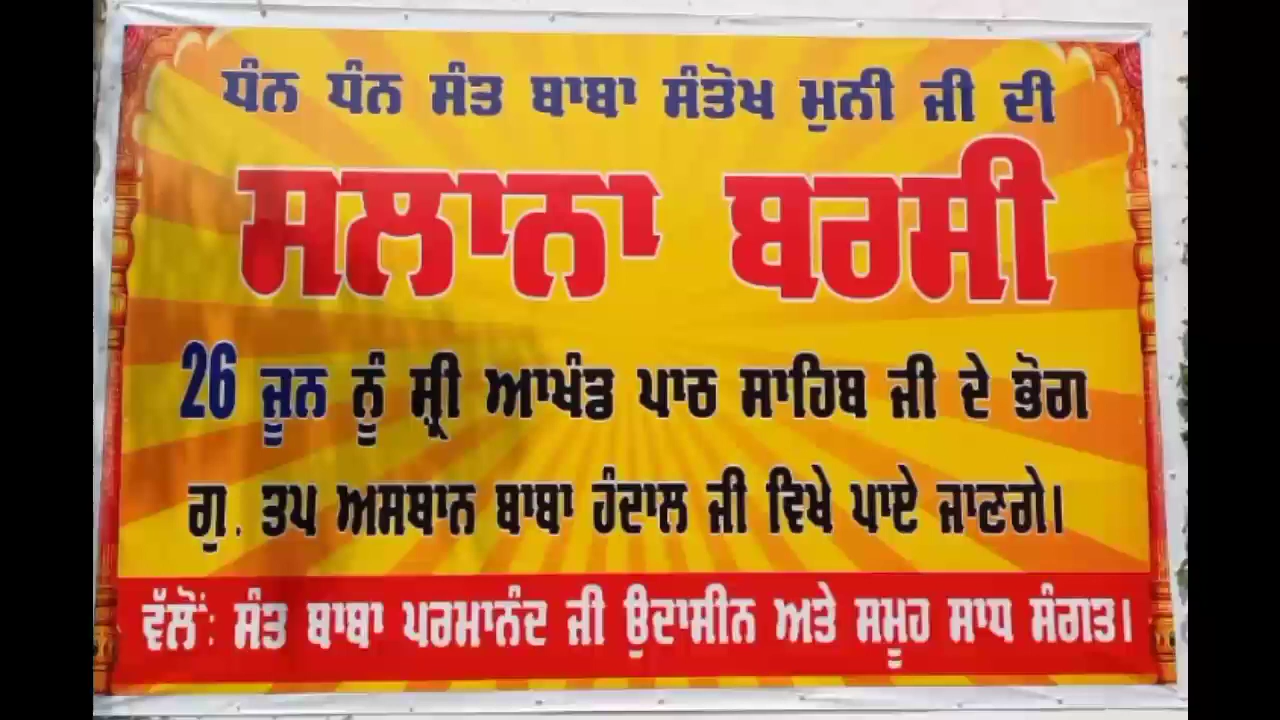 ਧੰਨ ਧੰਨ ਸੰਤ ਬਾਬਾ ਸੰਤੋਖ ਮੁਨੀ ਜੀ ਦੀ
ਸਲਾਨਾ ਬਰਸੀ
26 ਜੂਨ ਨੂੰ ਸ਼੍ਰੀ ਆਖੰਡ ਪਾਠ ਸਾਹਿਬ ਜੀ ਦੇ ਭੋਗ
ਗੁ. ਤਪ ਅਸਥਾਨ ਬਾਬਾ ਹੰਦਾਲ ਜੀ ਵਿਖੇ ਪਾਏ ਜਾਣਗੇ।
ਵੱਲੋਂ: ਸੰਤ ਬਾਬਾ ਪਰਮਾਨੰਦ ਜੀ ਉਦਾਸੀਨ ਅਤੇ ਸਮੂਹ ਸਾਧ ਸੰਗਤ।